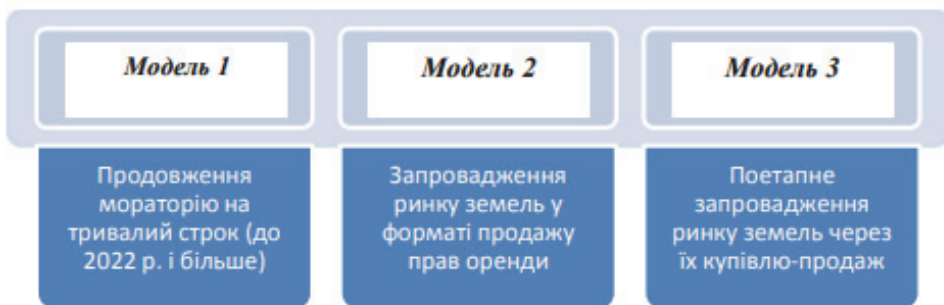 Модель 1
Модель 2
Модель 3
Продовження
мораторію на
тривалий строк (до
2022 р. і більше)
Запровадження
ринку земель у
форматі продажу
прав оренди
Поетапне
запровадження
ринку земель через
їх купівлю-продаж